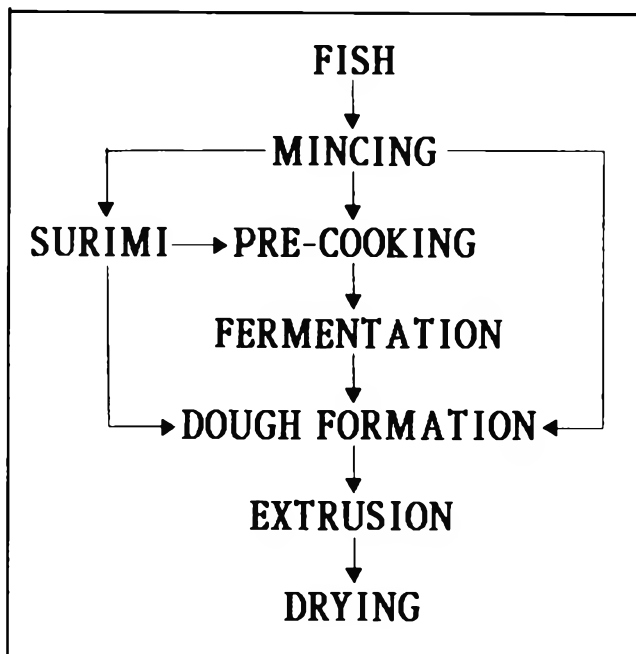 FISH
MINCING
SURIMI PRE-COOKING
FERMENTATION
DOUGH FORMATION
EXTRUSION
DRYING